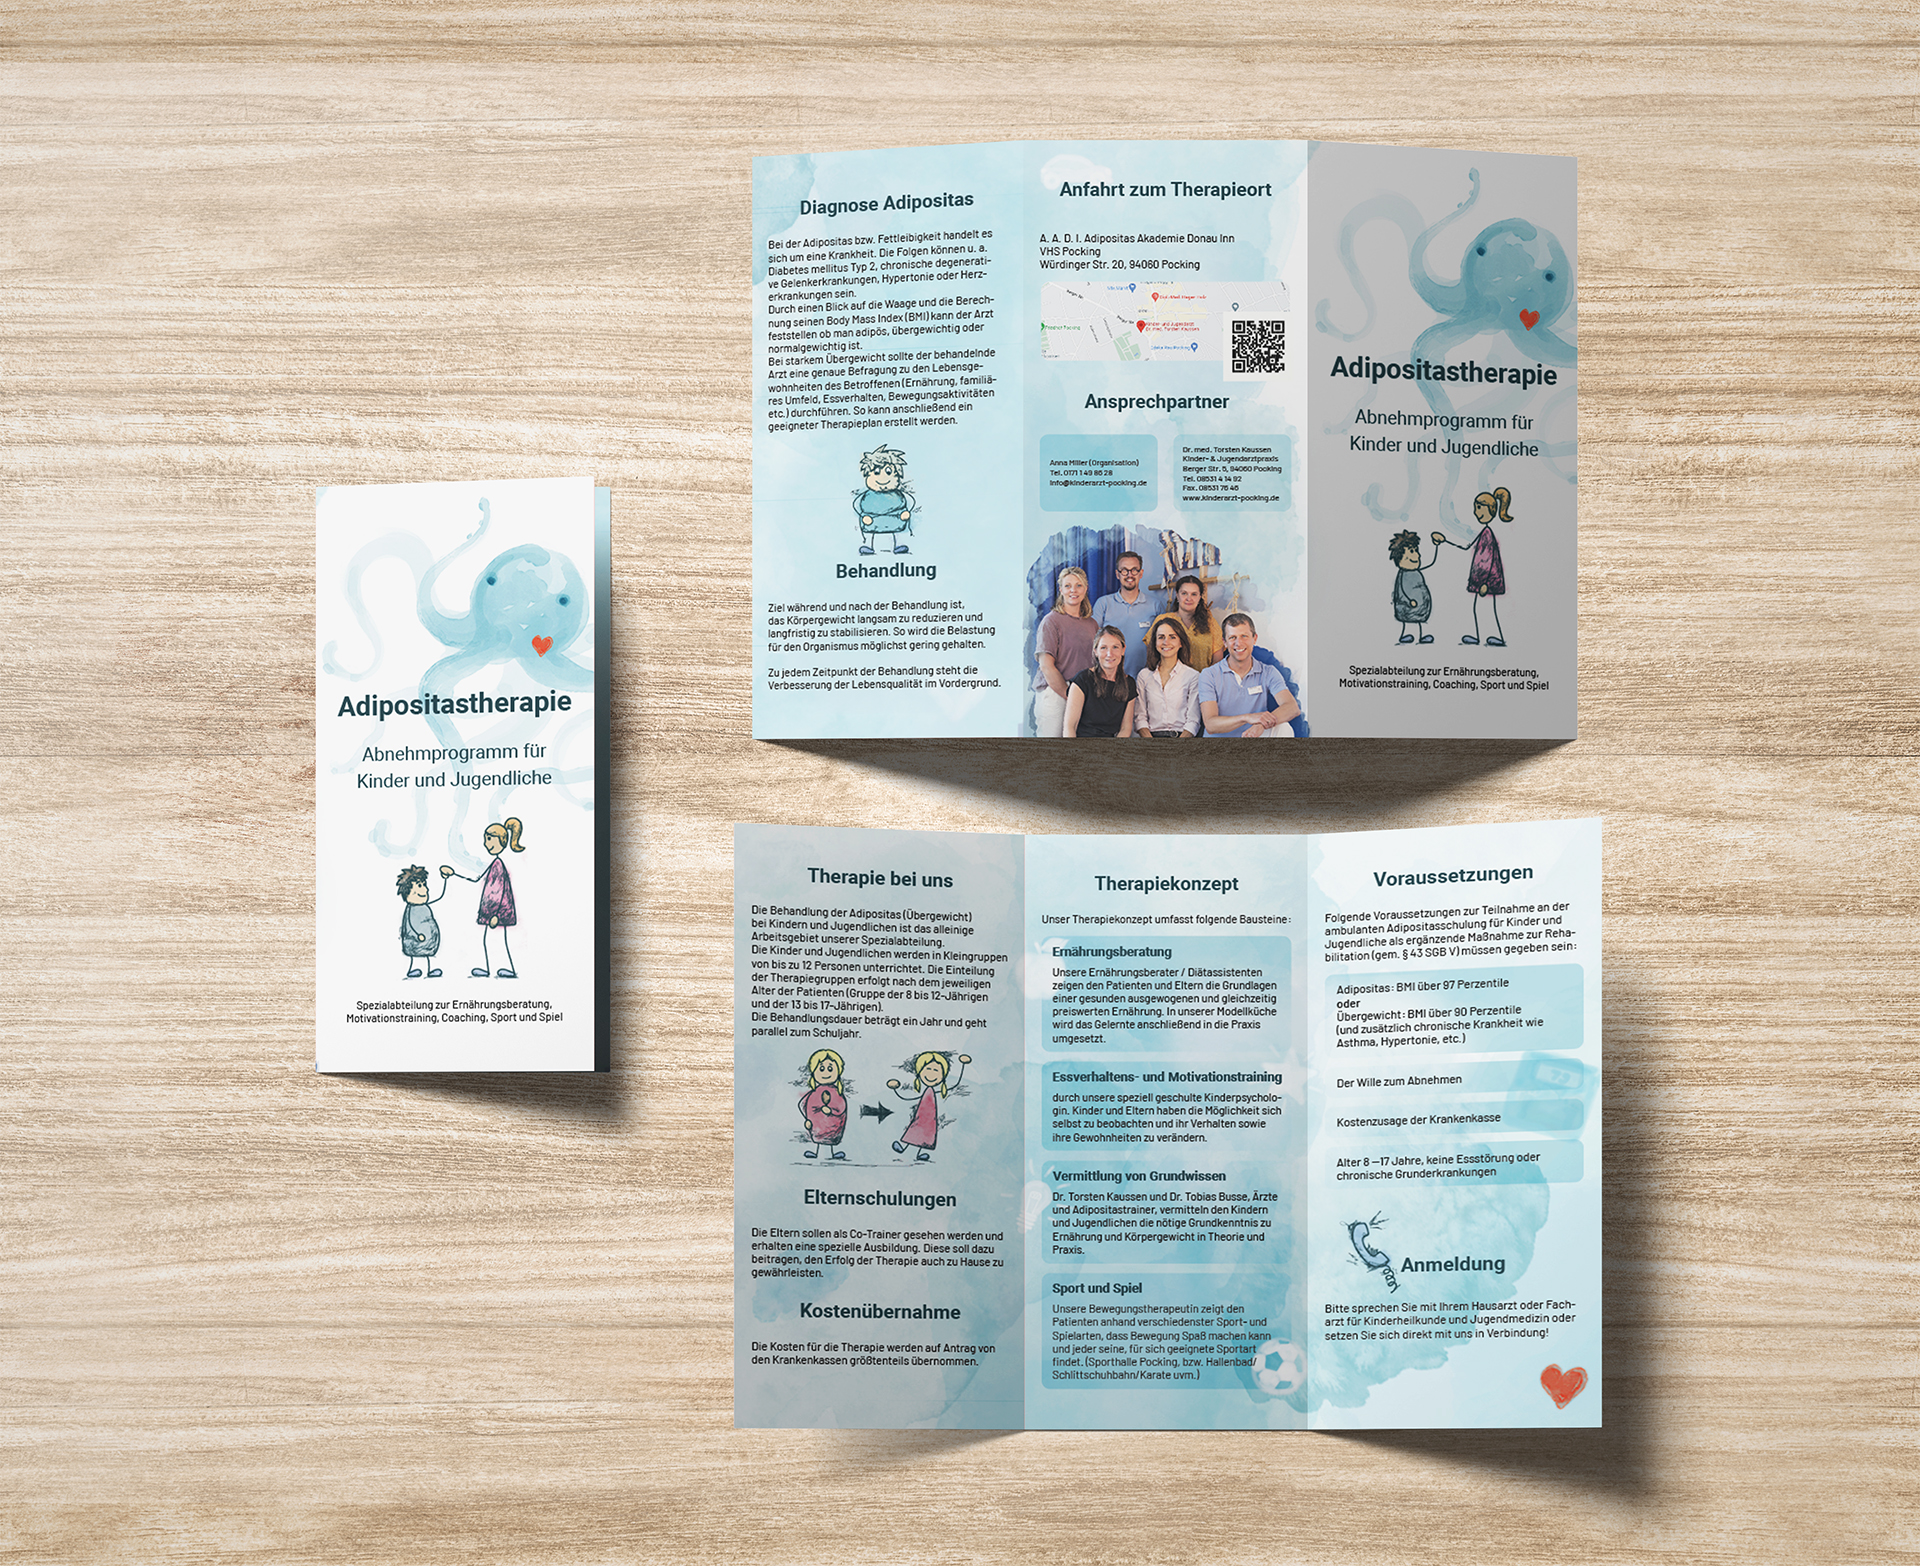 Adipositastherapie
Abnehmprogramm für
Kinder und Jugendliche
Spezialabteilung zur Ernährungsberatung,
Motivationstraining, Coaching, Sport und Spiel
Diagnose Adipositas
Bei der Adipositas bzw. Fettleibigkeit handelt es
sich um eine Krankheit. Die Folgen können u. a.
Diabetes mellitus Typ 2, chronische degenerati-
ve Gelenkerkrankungen, Hypertonie oder Herz-
erkrankungen sein.
Durch einen Blick auf die Waage und die Berech-
nung seinen Body Mass Index (BMI) kann der Arzt
feststellen ob man adipös, übergewichtig oder
normalgewichtig ist.
Bei starkem Übergewicht sollte der behandelnde
Arzt eine genaue Befragung zu den Lebensge-
wohnheiten des Betroffenen (Ernährung, familiä-
res Umfeld, Essverhalten, Bewegungsaktivitäten
etc.) durchführen. So kann anschließend ein
geeigneter Therapieplan erstellt werden.
Behandlung
Ziel während und nach der Behandlung ist,
das Körpergewicht langsam zu reduzieren und
langfristig zu stabilisieren. So wird die Belastung
für den Organismus möglichst gering gehalten.
Zu jedem Zeitpunkt der Behandlung steht die
Verbesserung der Lebensqualität im Vordergrund.
Anfahrt zum Therapieort
A. A. D. I. Adipositas Akademie Donau Inn
VHS Pocking
Würdinger Str. 20, 94060 Pocking
Ansprechpartner
Anna Miller (Organisation)
Tel. 0171 1 49 86 28
info@kinderarzt-pocking.de
Dr. med. Torsten Kaussen
Kinder- & Jugendarztpraxis
Berger Str. 5, 94060 Pocking
Tel. 08531 4 14 92
Fax. 08531 76 46
www.kinderarzt-pocking.de
Adipositastherapie
Abnehmprogramm für
Kinder und Jugendliche
Spezialabteilung zur Ernährungsberatung,
Motivationstraining, Coaching, Sport und Spiel
Therapie bei uns
Die Behandlung der Adipositas (Übergewicht)
bei Kindern und Jugendlichen ist das alleinige
Arbeitsgebiet unserer Spezialabteilung.
Die Kinder und Jugendlichen werden in Kleingruppen
von bis zu 12 Personen unterrichtet. Die Einteilung
der Therapiegruppen erfolgt nach dem jeweiligen
Alter der Patienten (Gruppe der 8 bis 12-Jährigen
und der 13 bis 17-Jährigen).
Die Behandlungsdauer beträgt ein Jahr und geht
parallel zum Schuljahr.
Elternschulungen
Die Eltern sollen als Co-Trainer gesehen werden und
erhalten eine spezielle Ausbildung. Diese soll dazu
beitragen, den Erfolg der Therapie auch zu Hause zu
gewährleisten.
Kostenübernahme
Die Kosten für die Therapie werden auf Antrag von
den Krankenkassen größtenteils übernommen.
Therapiekonzept
Unser Therapiekonzept umfasst folgende Bausteine:
Ernährungsberatung
Unsere Ernährungsberater / Diätassistenten
zeigen den Patienten und Eltern die Grundlagen
einer gesunden ausgewogenen und gleichzeitig
preiswerten Ernährung. In unserer Modellküche
wird das Gelernte anschließend in die Praxis
umgesetzt.
Essverhaltens- und Motivationstraining
durch unsere speziell geschulte Kinderpsycholo-
gin. Kinder und Eltern haben die Möglichkeit sich
selbst zu beobachten und ihr Verhalten sowie
ihre Gewohnheiten zu verändern.
Vermittlung von Grundwissen
Dr. Torsten Kaussen und Dr. Tobias Busse, Ärzte
und Adipositastrainer, vermitteln den Kindern
und Jugendlichen die nötige Grundkenntnis zu
Ernährung und Körpergewicht in Theorie und
Praxis.
Sport und Spiel
Unsere Bewegungstherapeutin zeigt den
Patienten anhand verschiedenster Sport- und
Spielarten, dass Bewegung Spaß machen kann
und jeder seine, für sich geeignete Sportart
findet. (Sporthalle Pocking, bzw. Hallenbad/
Schlittschuhbahn/Karate uvm.)
Voraussetzungen
Folgende Voraussetzungen zur Teilnahme an der
ambulanten Adipositasschulung für Kinder und
Jugendliche als ergänzende Maßnahme zur Reha-
bilitation (gem. § 43 SGB V) müssen gegeben sein:
Adipositas: BMI über 97 Perzentile
oder
Übergewicht: BMI über 90 Perzentile
(und zusätzlich chronische Krankheit wie
Asthma, Hypertonie, etc.)
Der Wille zum Abnehmen
Kostenzusage der Krankenkasse
Alter 8 –17 Jahre, keine Essstörung oder
chronische Grunderkrankungen
Anmeldung
Bitte sprechen Sie mit Ihrem Hausarzt oder Fach-
arzt für Kinderheilkunde und Jugendmedizin oder
setzen Sie sich direkt mit uns in Verbindung!